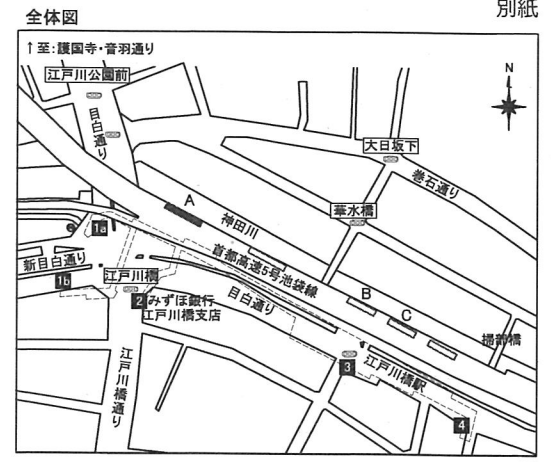 別紙
全体図
↑至:護国寺・音羽通り
江戸川公園前
目白通り
N
大日坂下
巻石通り
A
神田川
華水橋
1a
首都高速5号池袋線
新目白通り
1b
江戸川橋
2
みずほ銀行
江戸川橋支店
目白通り
B
C
掃部橋
江戸川橋通り
3
江戸川橋駅
4